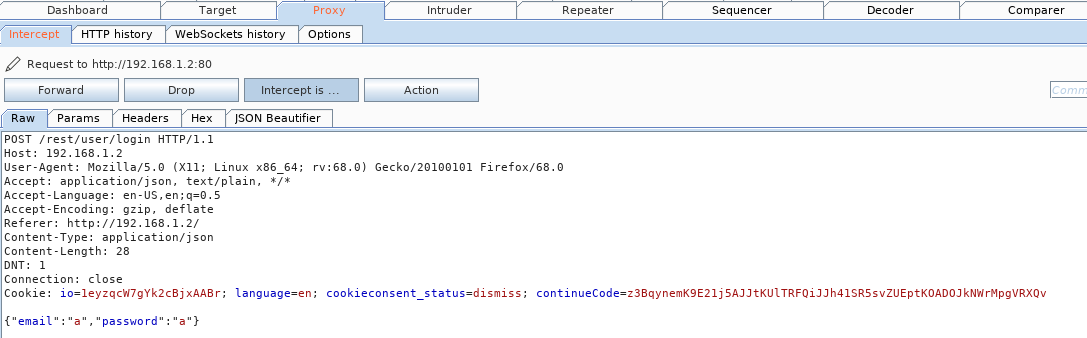 Dashboard Target Proxy Intruder Repeater Sequencer Decoder Comparer
Intercept HTTP history WebSockets history Options
Request to http://192.168.1.2:80
Forward Drop Intercept is ... Action Comm
Raw Params Headers Hex JSON Beautifier
POST /rest/user/login HTTP/1.1
Host: 192.168.1.2
User-Agent: Mozilla/5.0 (X11; Linux x86_64; rv:68.0) Gecko/20100101 Firefox/68.0
Accept: application/json, text/plain, */*
Accept-Language: en-US,en;q=0.5
Accept-Encoding: gzip, deflate
Referer: http://192.168.1.2/
Content-Type: application/json
Content-Length: 28
DNT: 1
Connection: close
Cookie: io=1eyzqcW7gYk2cBjxAABr; language=en; cookieconsent_status=dismiss; continueCode=z3BqynemK9E21j5AJJtKUlTRFQiJJh41SR5svZUEptKOADOJkNWrMpgVRXQv
{"email":"a","password":"a"}